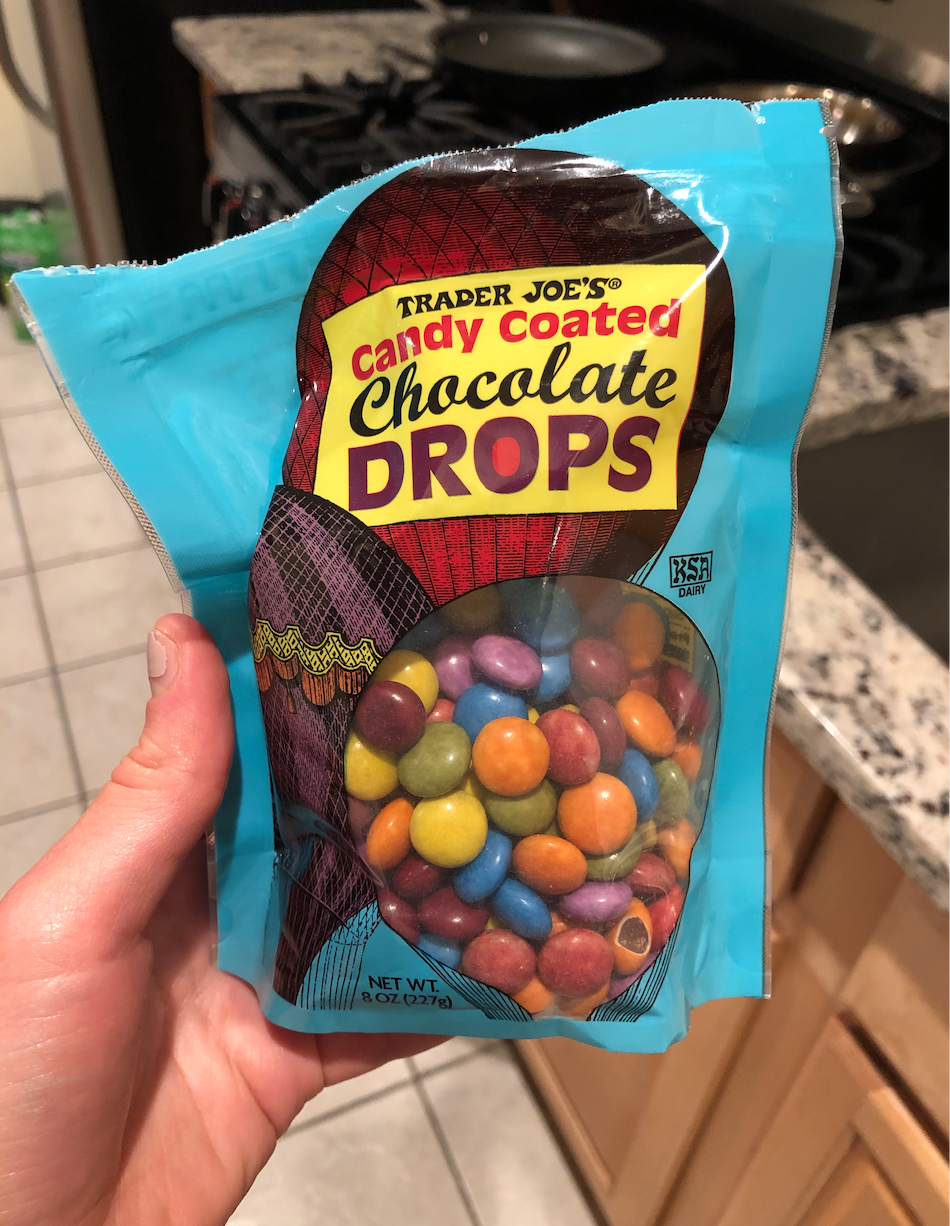 TRADER JOE'S®
Candy Coated
Chocolate
DROPS
KSA
DAIRY
NET WT.
8 OZ (227g)